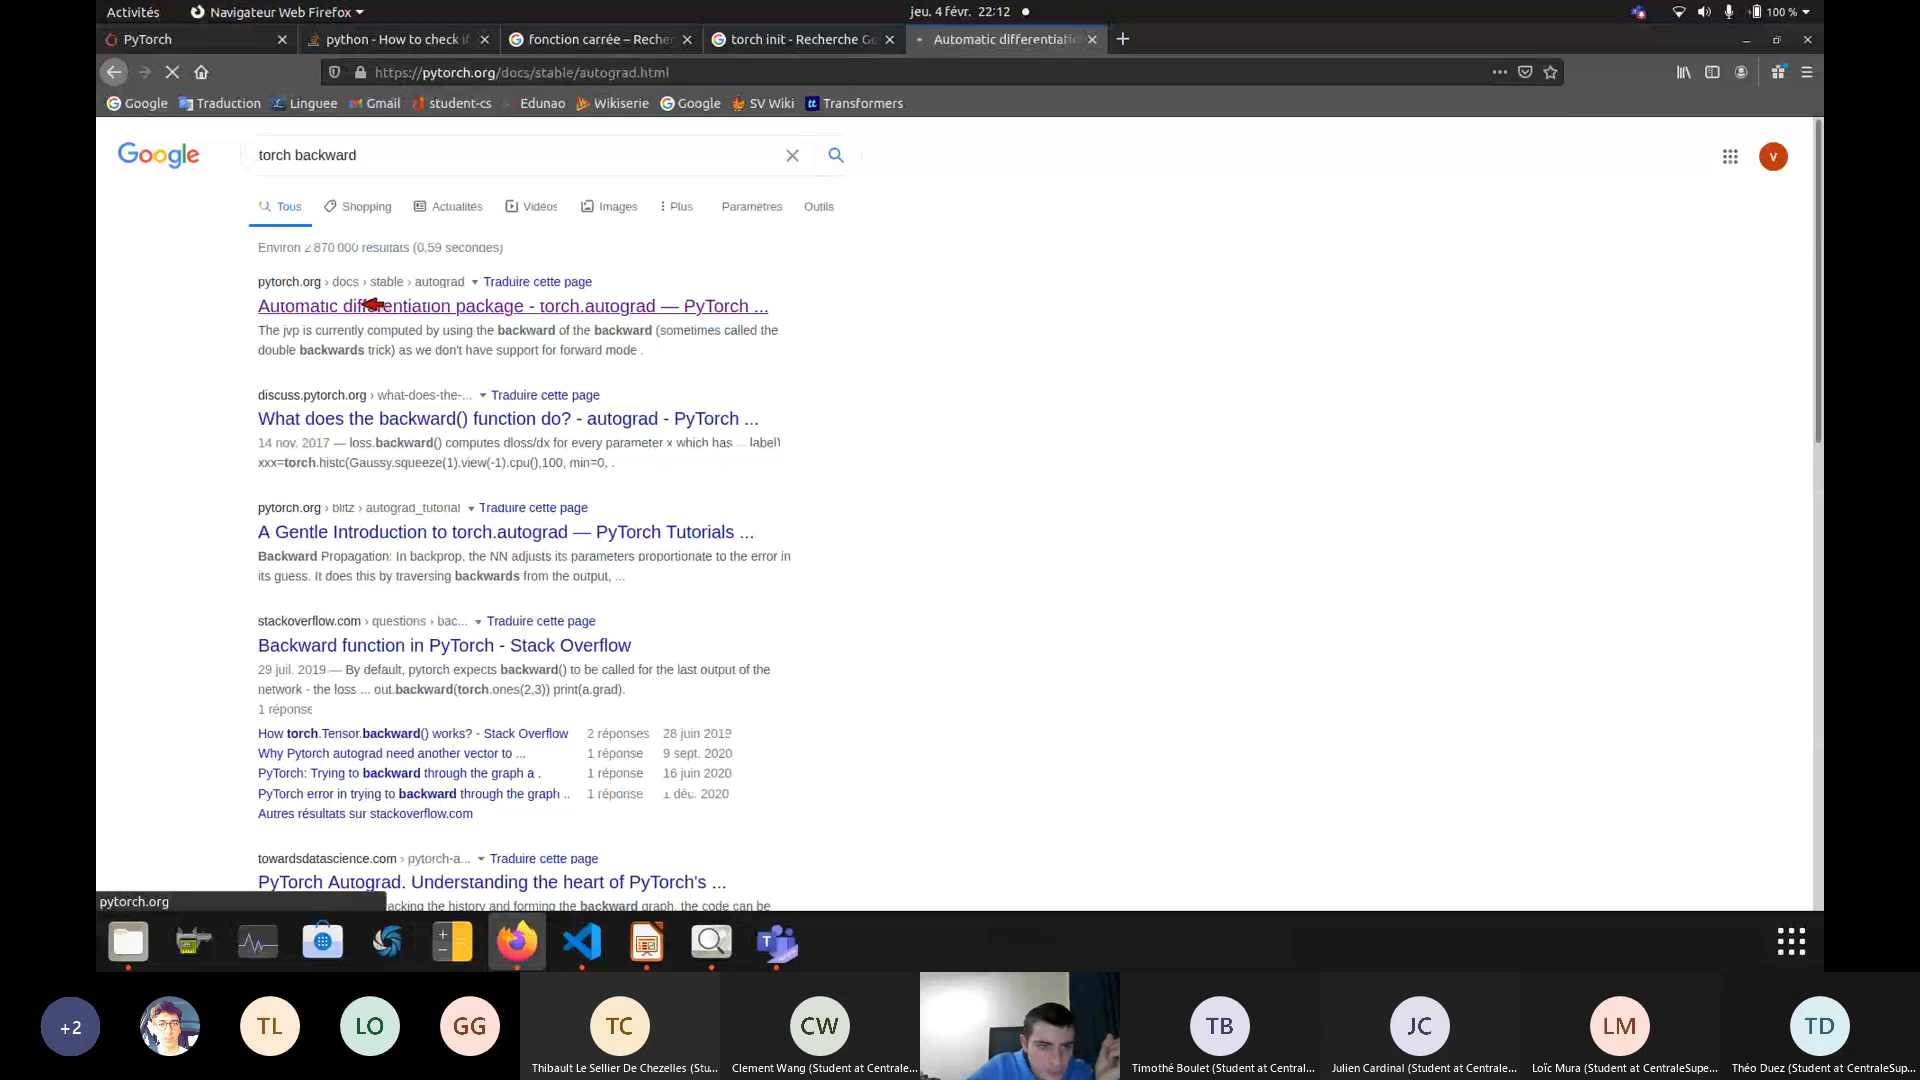 Activités
Navigateur Web Firefox
jeu. 4 févr. 22:12
100 %
PyTorch
python - How to check if
fonction carrée – Recher
torch init - Recherche Go
Automatic differentiatio
https://pytorch.org/docs/stable/autograd.html
Google
Traduction
Linguee
Gmail
student-cs
Edunao
Wikiserie
Google
SV Wiki
Transformers
Google
torch backward
V
Tous
Shopping
Actualités
Vidéos
Images
Plus
Paramètres
Outils
Environ 2 870 000 résultats (0,59 secondes)
pytorch.org › docs › stable › autograd
Traduire cette page
Automatic differentiation package - torch.autograd — PyTorch ...
The jvp is currently computed by using the backward of the backward (sometimes called the
double backwards trick) as we don't have support for forward mode .
discuss.pytorch.org › what-does-the-...
Traduire cette page
What does the backward() function do? - autograd - PyTorch ...
14 nov. 2017 — loss.backward() computes dloss/dx for every parameter x which has ... label)
xxx=torch.histc(Gaussy.squeeze(1).view(-1).cpu(),100, min=0, .
pytorch.org › blitz › autograd_tutorial
Traduire cette page
A Gentle Introduction to torch.autograd — PyTorch Tutorials ...
Backward Propagation: In backprop, the NN adjusts its parameters proportionate to the error in
its guess. It does this by traversing backwards from the output, ...
stackoverflow.com › questions › bac...
Traduire cette page
Backward function in PyTorch - Stack Overflow
29 juil. 2019 — By default, pytorch expects backward() to be called for the last output of the
network - the loss ... out.backward(torch.ones(2,3)) print(a.grad).
1 réponse
How torch.Tensor.backward() works? - Stack Overflow
2 réponses
28 juin 2019
Why Pytorch autograd need another vector to ...
1 réponse
9 sept. 2020
PyTorch: Trying to backward through the graph a .
1 réponse
16 juin 2020
PyTorch error in trying to backward through the graph ..
1 réponse
1 déc. 2020
Autres résultats sur stackoverflow.com
towardsdatascience.com › pytorch-a...
Traduire cette page
PyTorch Autograd. Understanding the heart of PyTorch's ...
acking the history and forming the backward graph, the code can be
pytorch.org
+2
TL
LO
GG
TC
CW
TB
JC
LM
TD
Thibault Le Sellier De Chezelles (Stu...
Clement Wang (Student at Centrale...
Timothé Boulet (Student at Central...
Julien Cardinal (Student at Centrale...
Loïc Mura (Student at CentraleSupe...
Théo Duez (Student at CentraleSup...